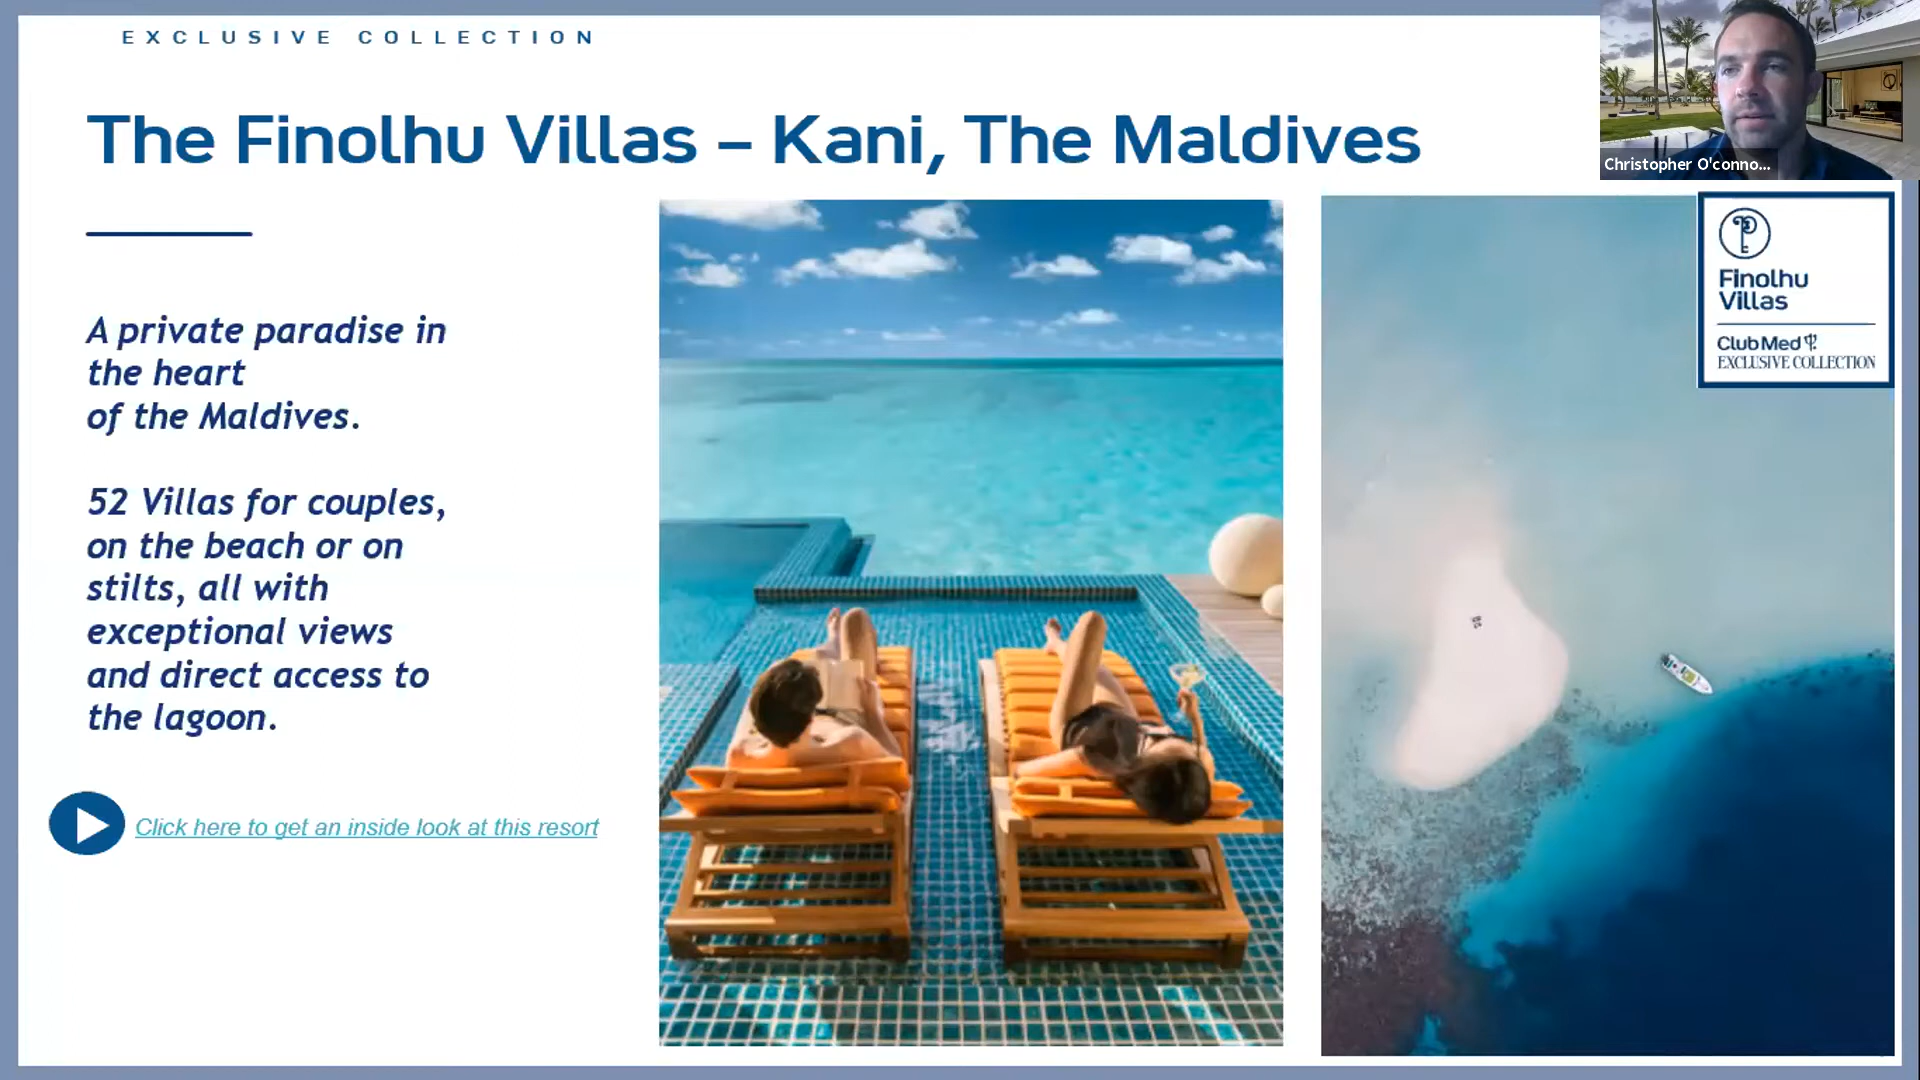 EXCLUSIVE COLLECTION
The Finolhu Villas – Kani, The Maldives
Christopher O'conno...
Finolhu
Villas
Club Med
EXCLUSIVE COLLECTION
A private paradise in
the heart
of the Maldives.
52 Villas for couples,
on the beach or on
stilts, all with
exceptional views
and direct access to
the lagoon.
Click here to get an inside look at this resort